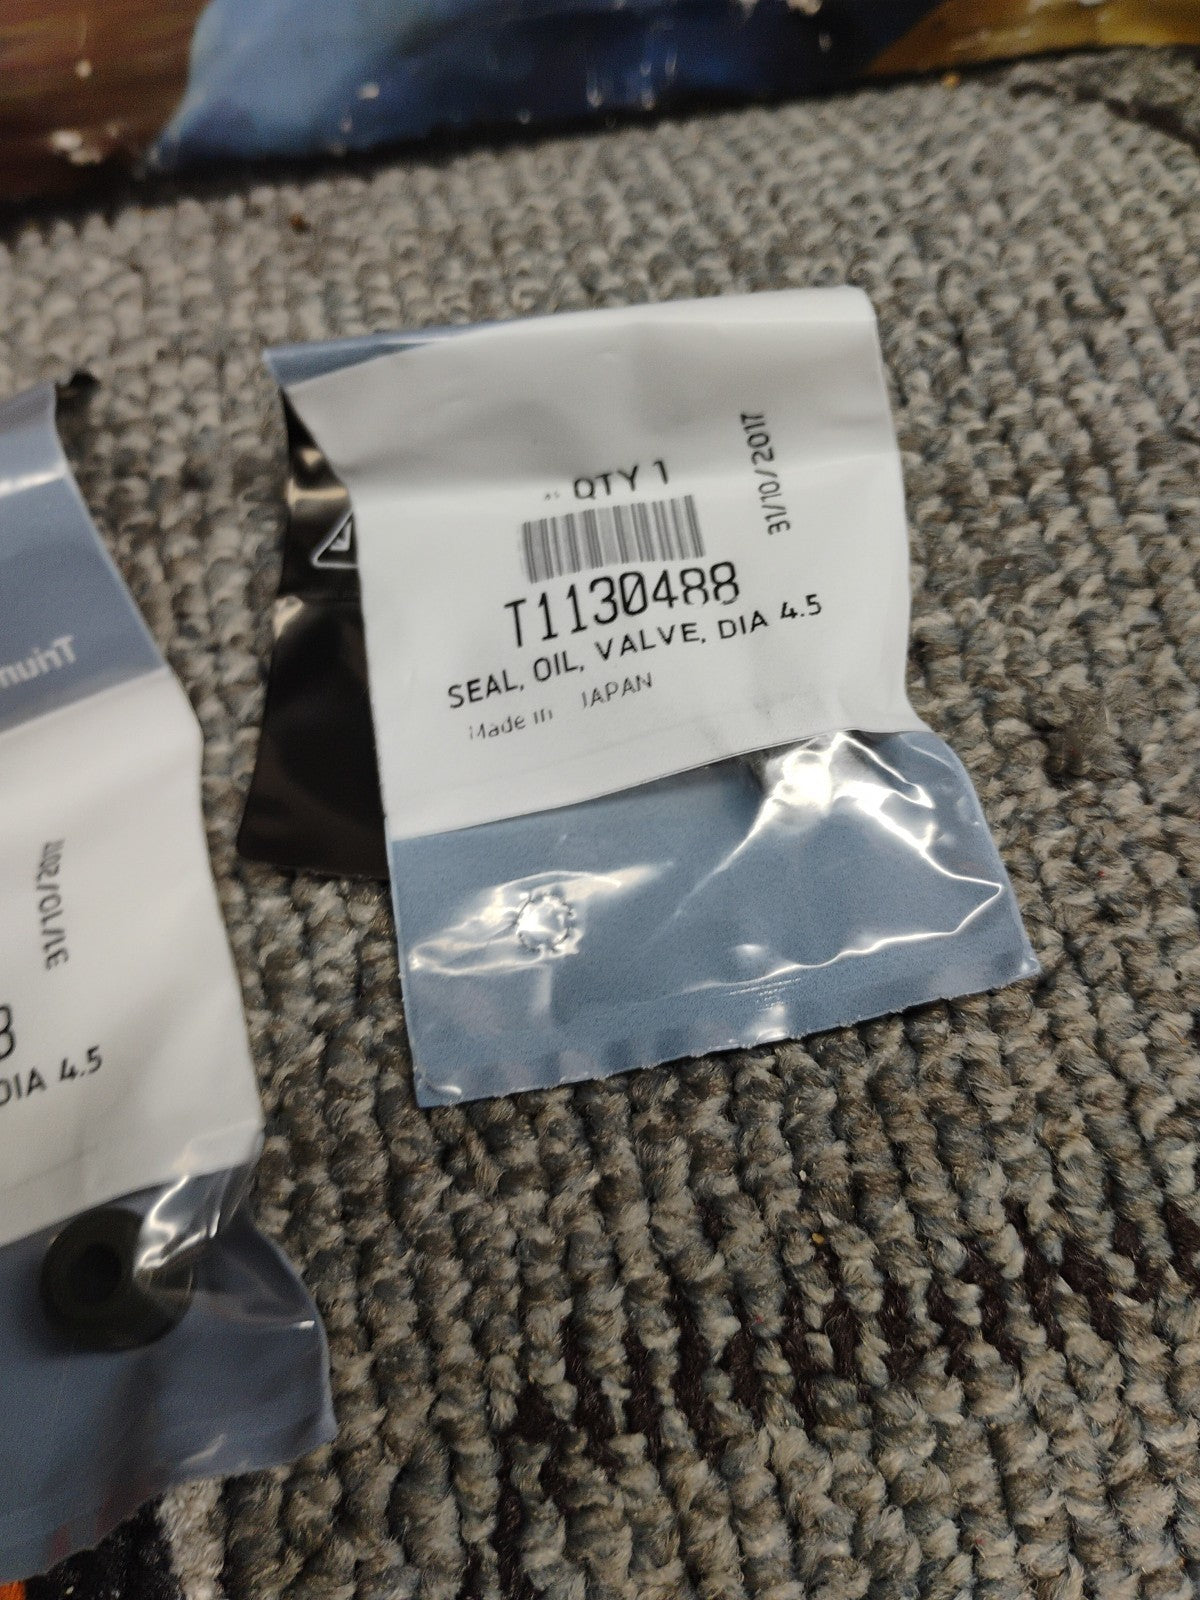 QTY 1
31/10/2017
T1130488
SEAL, OIL, VALVE, DIA 4.5
Made in JAPAN
31/10/2017
8
DIA 4.5